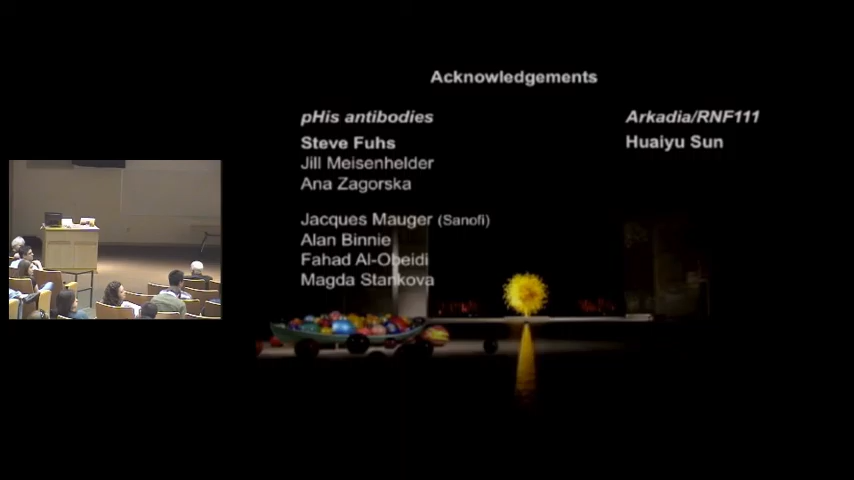 Acknowledgements
pHis antibodies
Steve Fuhs
Jill Meisenhelder
Ana Zagorska
Jacques Mauger (Sanofi)
Alan Binnie
Fahad Al-Obeidi
Magda Stankova
Arkadia/RNF111
Huaiyu Sun